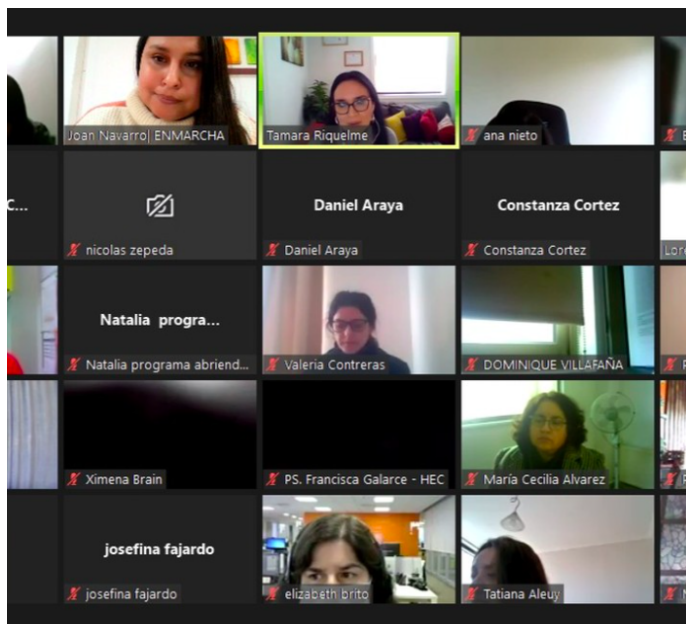 Joan Navarro| ENMARCHA
Tamara Riquelme
ana nieto
E
C...
Daniel Araya
Constanza Cortez
nicolas zepeda
Daniel Araya
Constanza Cortez
Lore
Natalia progra...
Natalia programa abriend...
Valeria Contreras
DOMINIQUE VILLAFAÑA
Ximena Brain
PS. Francisca Galarce - HEC
María Cecilia Alvarez
josefina fajardo
josefina fajardo
elizabeth brito
Tatiana Aleuy